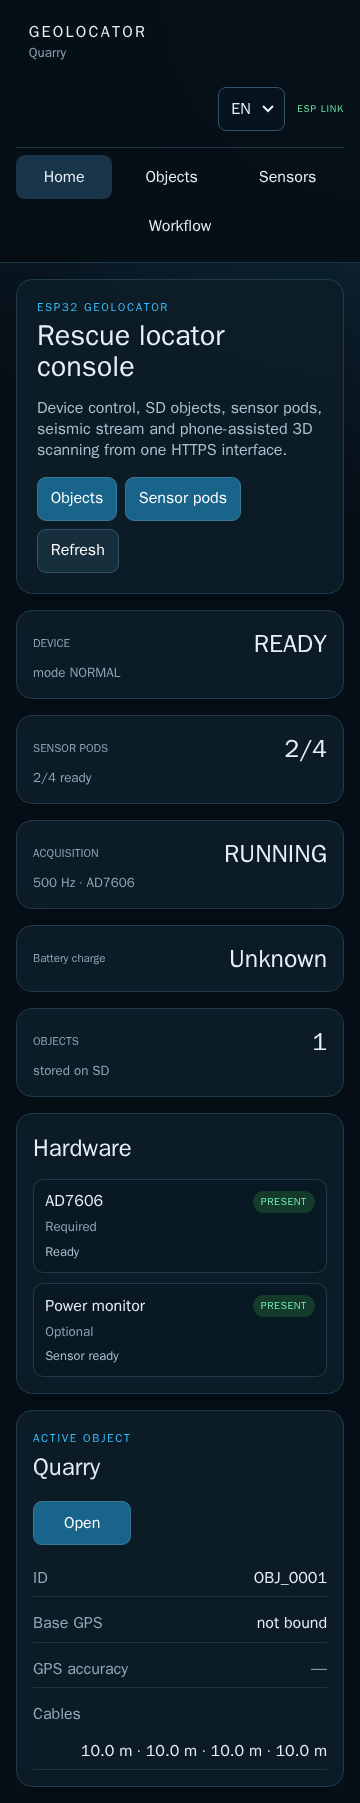 GEOLOCATOR
Quarry
EN
ESP LINK
Home Objects Sensors
Workflow
ESP32 GEOLOCATOR
Rescue locator
console
Device control, SD objects, sensor pods,
seismic stream and phone-assisted 3D
scanning from one HTTPS interface.
Objects Sensor pods
Refresh
DEVICE READY
mode NORMAL
SENSOR PODS 2/4
2/4 ready
ACQUISITION RUNNING
500 Hz · AD7606
Battery charge Unknown
OBJECTS 1
stored on SD
Hardware
AD7606 PRESENT
Required
Ready
Power monitor PRESENT
Optional
Sensor ready
ACTIVE OBJECT
Quarry
Open
ID OBJ_0001
Base GPS not bound
GPS accuracy —
Cables
10.0 m · 10.0 m · 10.0 m · 10.0 m